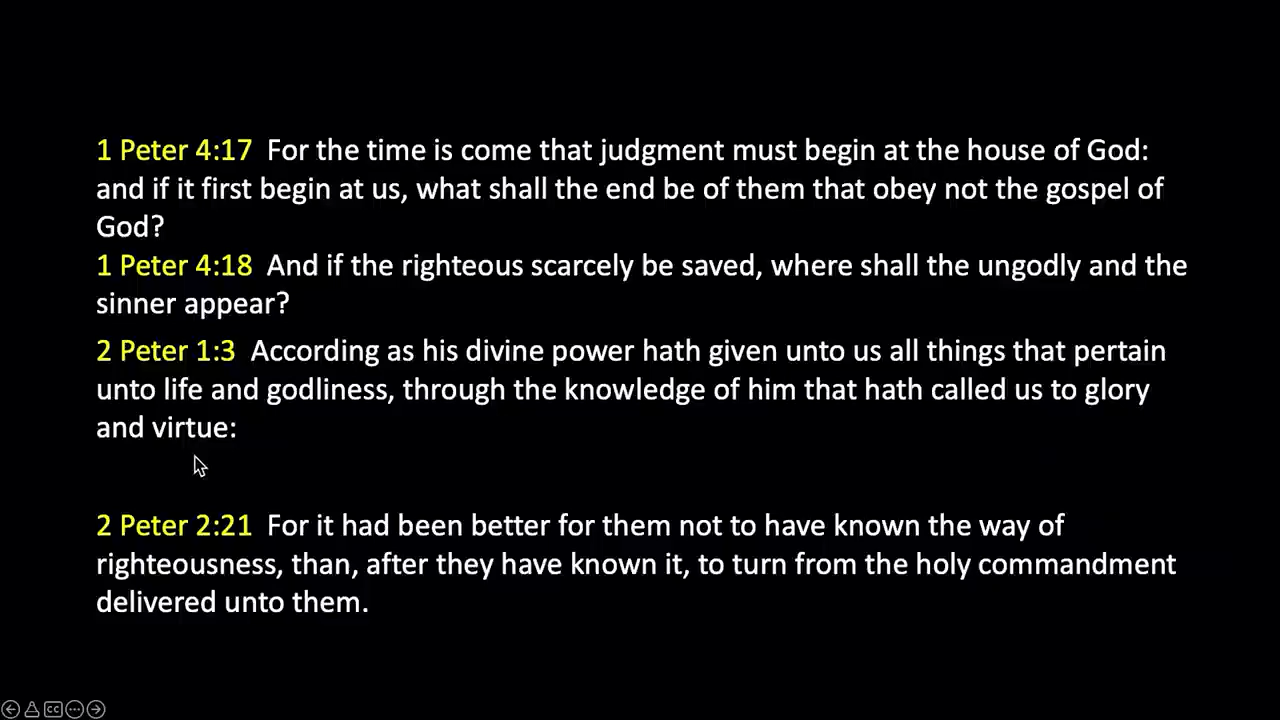 1 Peter 4:17 For the time is come that judgment must begin at the house of God:
and if it first begin at us, what shall the end be of them that obey not the gospel of
God?
1 Peter 4:18 And if the righteous scarcely be saved, where shall the ungodly and the
sinner appear?
2 Peter 1:3 According as his divine power hath given unto us all things that pertain
unto life and godliness, through the knowledge of him that hath called us to glory
and virtue:
2 Peter 2:21 For it had been better for them not to have known the way of
righteousness, than, after they have known it, to turn from the holy commandment
delivered unto them.
CC